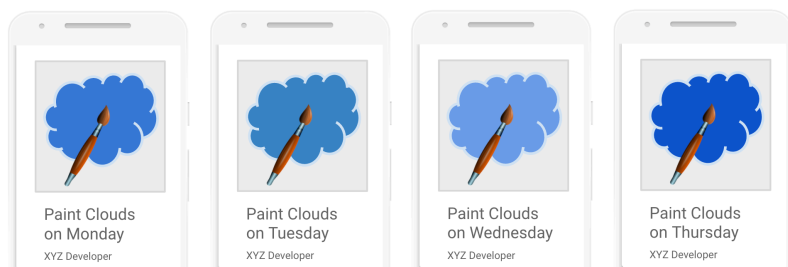 Paint Clouds
on Monday
XYZ Developer
Paint Clouds
on Tuesday
XYZ Developer
Paint Clouds
on Wednesday
XYZ Developer
Paint Clouds
on Thursday
XYZ Developer